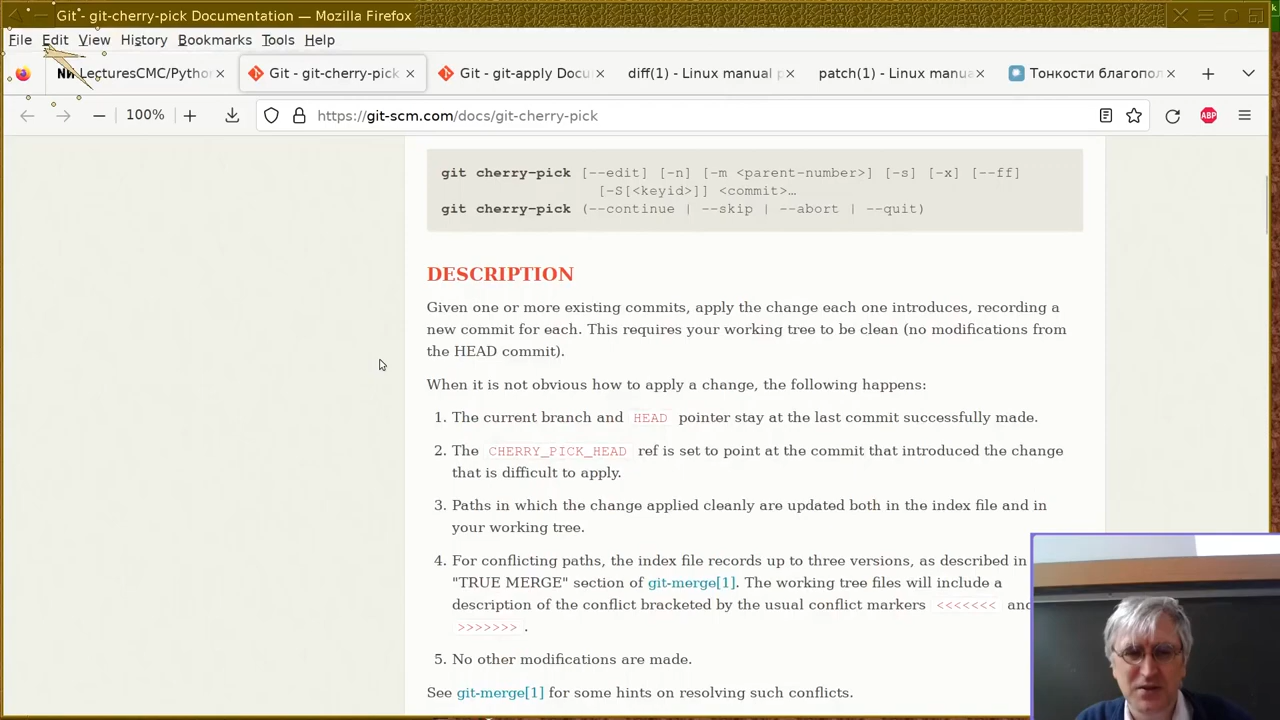 Git - git-cherry-pick Documentation — Mozilla Firefox
File Edit View History Bookmarks Tools Help
LecturesCMC/Python
Git - git-cherry-pick
Git - git-apply Docu
diff(1) - Linux manual p
patch(1) - Linux manua
Тонкости благопол
100%
https://git-scm.com/docs/git-cherry-pick
ABP
git cherry-pick [--edit] [-n] [-m <parent-number>] [-s] [-x] [--ff]
[-S[<keyid>]] <commit>…
git cherry-pick (--continue | --skip | --abort | --quit)
DESCRIPTION
Given one or more existing commits, apply the change each one introduces, recording a
new commit for each. This requires your working tree to be clean (no modifications from
the HEAD commit).
When it is not obvious how to apply a change, the following happens:
1. The current branch and HEAD pointer stay at the last commit successfully made.
2. The CHERRY_PICK_HEAD ref is set to point at the commit that introduced the change
that is difficult to apply.
3. Paths in which the change applied cleanly are updated both in the index file and in
your working tree.
4. For conflicting paths, the index file records up to three versions, as described in
"TRUE MERGE" section of git-merge[1]. The working tree files will include a
description of the conflict bracketed by the usual conflict markers <<<<<<< and
>>>>>>> .
5. No other modifications are made.
See git-merge[1] for some hints on resolving such conflicts.